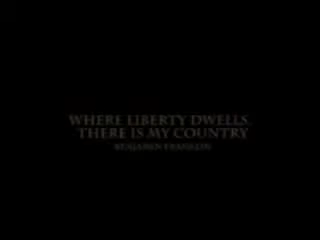 WHERE LIBERTY DWELLS,
THERE IS MY COUNTRY
BENJAMIN FRANKLIN